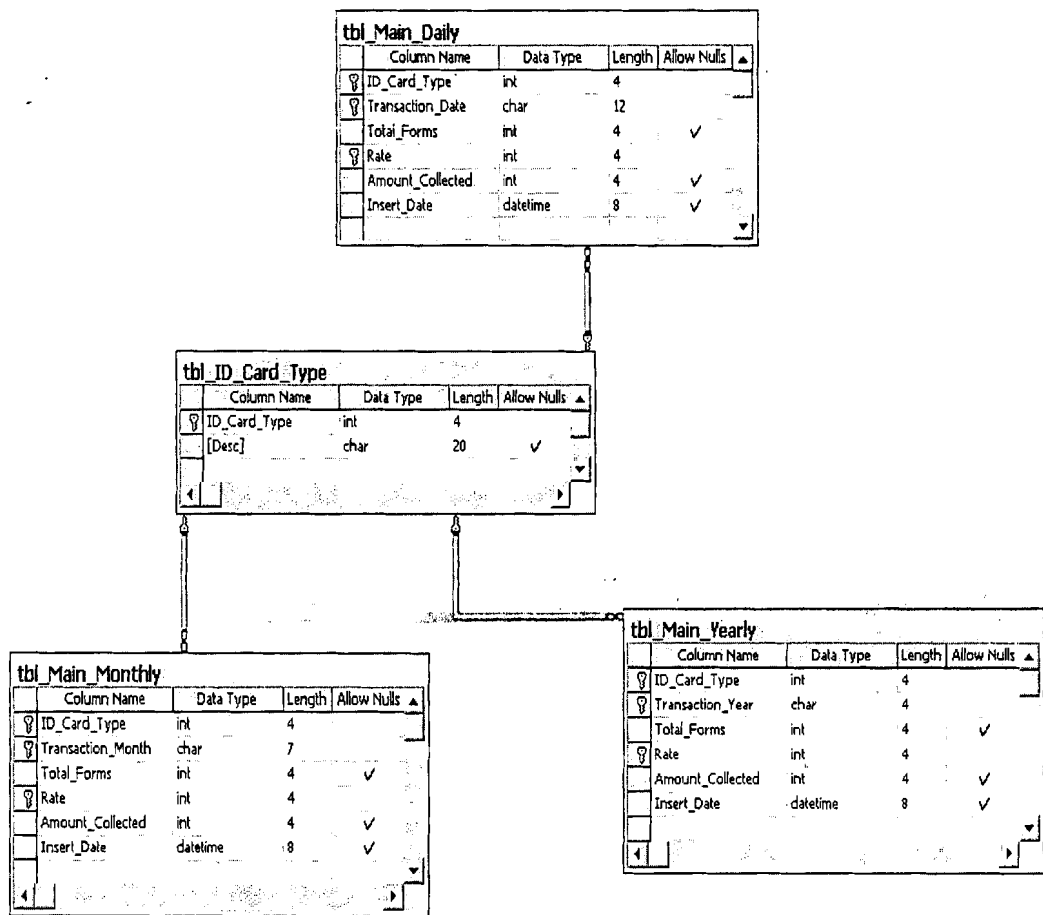 tbl_Main_Daily
Column Name Data Type Length Allow Nulls
ID_Card_Type int 4
Transaction_Date char 12
Total_Forms int 4 ✓
Rate int 4
Amount_Collected int 4 ✓
Insert_Date datetime 8 ✓
tbl_ID_Card_Type
Column Name Data Type Length Allow Nulls
ID_Card_Type int 4
[Desc] char 20 ✓
tbl_Main_Monthly
Column Name Data Type Length Allow Nulls
ID_Card_Type int 4
Transaction_Month char 7
Total_Forms int 4 ✓
Rate int 4
Amount_Collected int 4 ✓
Insert_Date datetime 8 ✓
tbl_Main_Yearly
Column Name Data Type Length Allow Nulls
ID_Card_Type int 4
Transaction_Year char 4
Total_Forms int 4 ✓
Rate int 4
Amount_Collected int 4 ✓
Insert_Date datetime 8 ✓